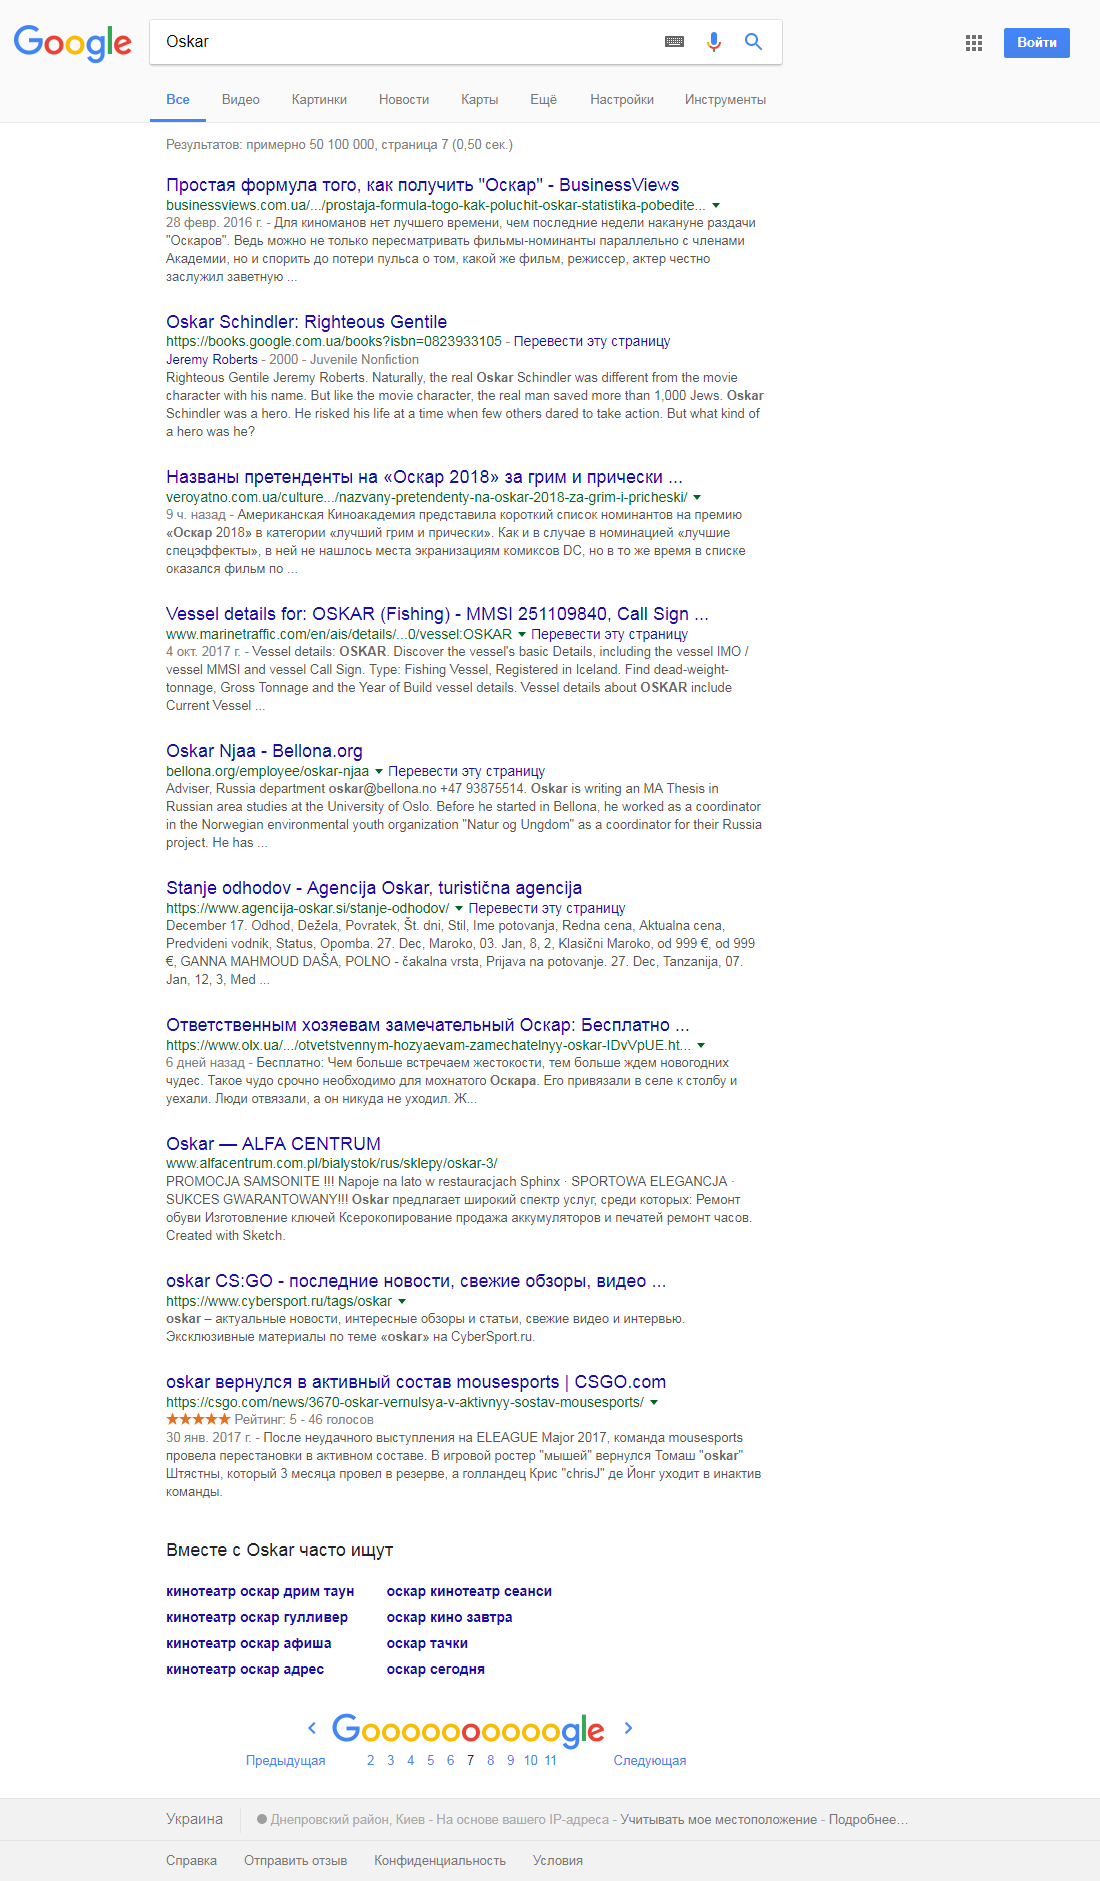 Google
Oskar
Войти
Все Видео Картинки Новости Карты Ещё Настройки Инструменты
Результатов: примерно 50 100 000, страница 7 (0,50 сек.)
Простая формула того, как получить "Оскар" - BusinessViews
businessviews.com.ua/.../prostaja-formula-togo-kak-poluchit-oskar-statistika-pobedite...
28 февр. 2016 г. - Для киноманов нет лучшего времени, чем последние недели накануне раздачи
"Оскаров". Ведь можно не только пересматривать фильмы-номинанты параллельно с членами
Академии, но и спорить до потери пульса о том, какой же фильм, режиссер, актер честно
заслужил заветную ...
Oskar Schindler: Righteous Gentile
https://books.google.com.ua/books?isbn=0823933105 - Перевести эту страницу
Jeremy Roberts - 2000 - Juvenile Nonfiction
Righteous Gentile Jeremy Roberts. Naturally, the real Oskar Schindler was different from the movie
character with his name. But like the movie character, the real man saved more than 1,000 Jews. Oskar
Schindler was a hero. He risked his life at a time when few others dared to take action. But what kind of
a hero was he?
Названы претенденты на «Оскар 2018» за грим и прически ...
veroyatno.com.ua/culture.../nazvany-pretendenty-na-oskar-2018-za-grim-i-pricheski/
9 ч. назад - Американская Киноакадемия представила короткий список номинантов на премию
«Оскар 2018» в категории «лучший грим и прически». Как и в случае в номинацией «лучшие
спецэффекты», в ней не нашлось места экранизациям комиксов DC, но в то же время в списке
оказался фильм по ...
Vessel details for: OSKAR (Fishing) - MMSI 251109840, Call Sign ...
www.marinetraffic.com/en/ais/details/...0/vessel:OSKAR Перевести эту страницу
4 окт. 2017 г. - Vessel details: OSKAR. Discover the vessel's basic Details, including the vessel IMO /
vessel MMSI and vessel Call Sign. Type: Fishing Vessel, Registered in Iceland. Find dead-weight-
tonnage, Gross Tonnage and the Year of Build vessel details. Vessel details about OSKAR include
Current Vessel ...
Oskar Njaa - Bellona.org
bellona.org/employee/oskar-njaa Перевести эту страницу
Adviser, Russia department oskar@bellona.no +47 93875514. Oskar is writing an MA Thesis in
Russian area studies at the University of Oslo. Before he started in Bellona, he worked as a coordinator
in the Norwegian environmental youth organization "Natur og Ungdom" as a coordinator for their Russia
project. He has ...
Stanje odhodov - Agencija Oskar, turistična agencija
https://www.agencija-oskar.si/stanje-odhodov/ Перевести эту страницу
December 17. Odhod, Dežela, Povratek, Št. dni, Stil, Ime potovanja, Redna cena, Aktualna cena,
Predvideni vodnik, Status, Opomba. 27. Dec, Maroko, 03. Jan, 8, 2, Klasični Maroko, od 999 €, od 999
€, GANNA MAHMOUD DAŠA, POLNO - čakalna vrsta, Prijava na potovanje. 27. Dec, Tanzanija, 07.
Jan, 12, 3, Med ...
Ответственным хозяевам замечательный Оскар: Бесплатно ...
https://www.olx.ua/.../otvetstvennym-hozyaevam-zamechatelnyy-oskar-IDvVpUE.ht...
6 дней назад - Бесплатно: Чем больше встречаем жестокости, тем больше ждем новогодних
чудес. Такое чудо срочно необходимо для мохнатого Оскара. Его привязали в селе к столбу и
уехали. Люди отвязали, а он никуда не уходил. Ж...
Oskar — ALFA CENTRUM
www.alfacentrum.com.pl/bialystok/rus/sklepy/oskar-3/
PROMOCJA SAMSONITE !!! Napoje na lato w restauracjach Sphinx · SPORTOWA ELEGANCJA ·
SUKCES GWARANTOWANY!!! Oskar предлагает широкий спектр услуг, среди которых: Ремонт
обуви Изготовление ключей Ксерокопирование продажа аккумуляторов и печатей ремонт часов.
Created with Sketch.
oskar CS:GO - последние новости, свежие обзоры, видео ...
https://www.cybersport.ru/tags/oskar
oskar – актуальные новости, интересные обзоры и статьи, свежие видео и интервью.
Эксклюзивные материалы по теме «oskar» на CyberSport.ru.
oskar вернулся в активный состав mousesports | CSGO.com
https://csgo.com/news/3670-oskar-vernulsya-v-aktivnyy-sostav-mousesports/
Рейтинг: 5 - 46 голосов
30 янв. 2017 г. - После неудачного выступления на ELEAGUE Major 2017, команда mousesports
провела перестановки в активном составе. В игровой ростер "мышей" вернулся Томаш "oskar"
Штястны, который 3 месяца провел в резерве, а голландец Крис "chrisJ" де Йонг уходит в инактив
команды.
Вместе с Oskar часто ищут
кинотеатр оскар дрим таун оскар кинотеатр сеанси
кинотеатр оскар гулливер оскар кино завтра
кинотеатр оскар афиша оскар тачки
кинотеатр оскар адрес оскар сегодня
Goooooooooogle
Предыдущая 2 3 4 5 6 7 8 9 10 11 Следующая
Украина Днепровский район, Киев - На основе вашего IP-адреса - Учитывать мое местоположение - Подробнее…
Справка Отправить отзыв Конфиденциальность Условия